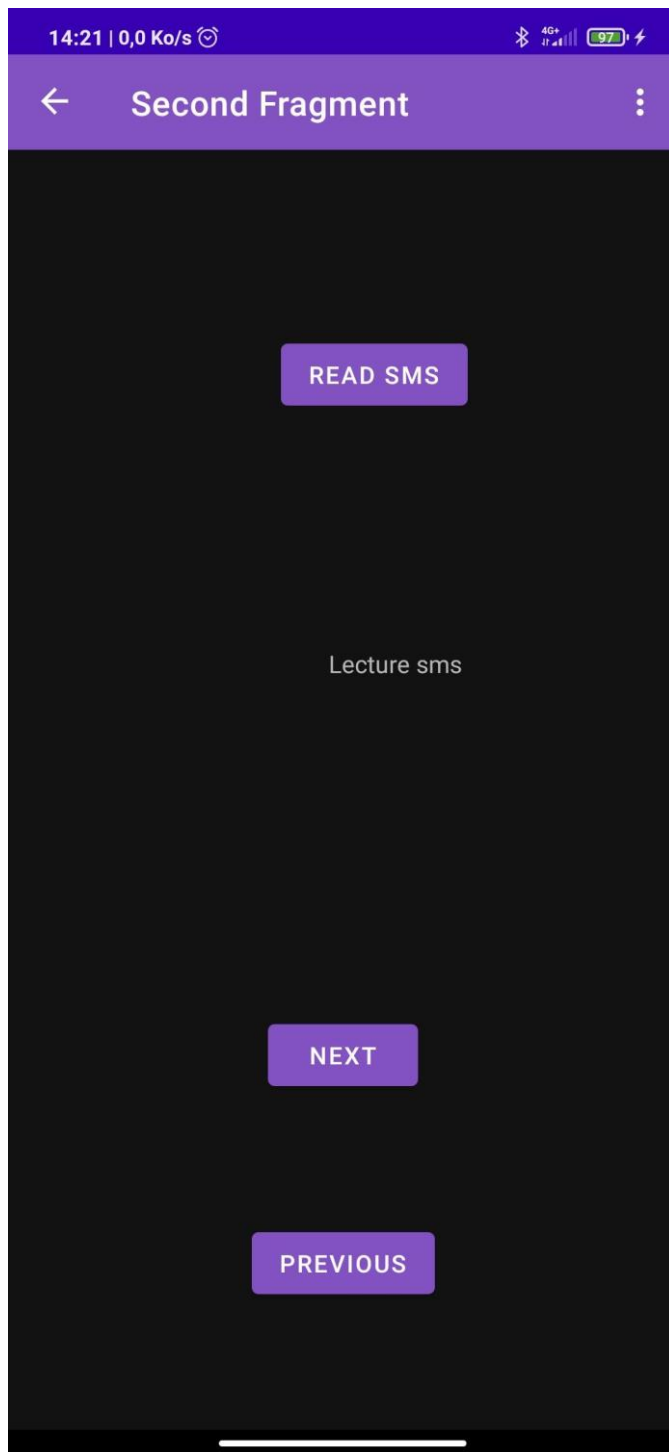 14:21 | 0,0 Ko/s 4G+ 97
Second Fragment
READ SMS
Lecture sms
NEXT
PREVIOUS